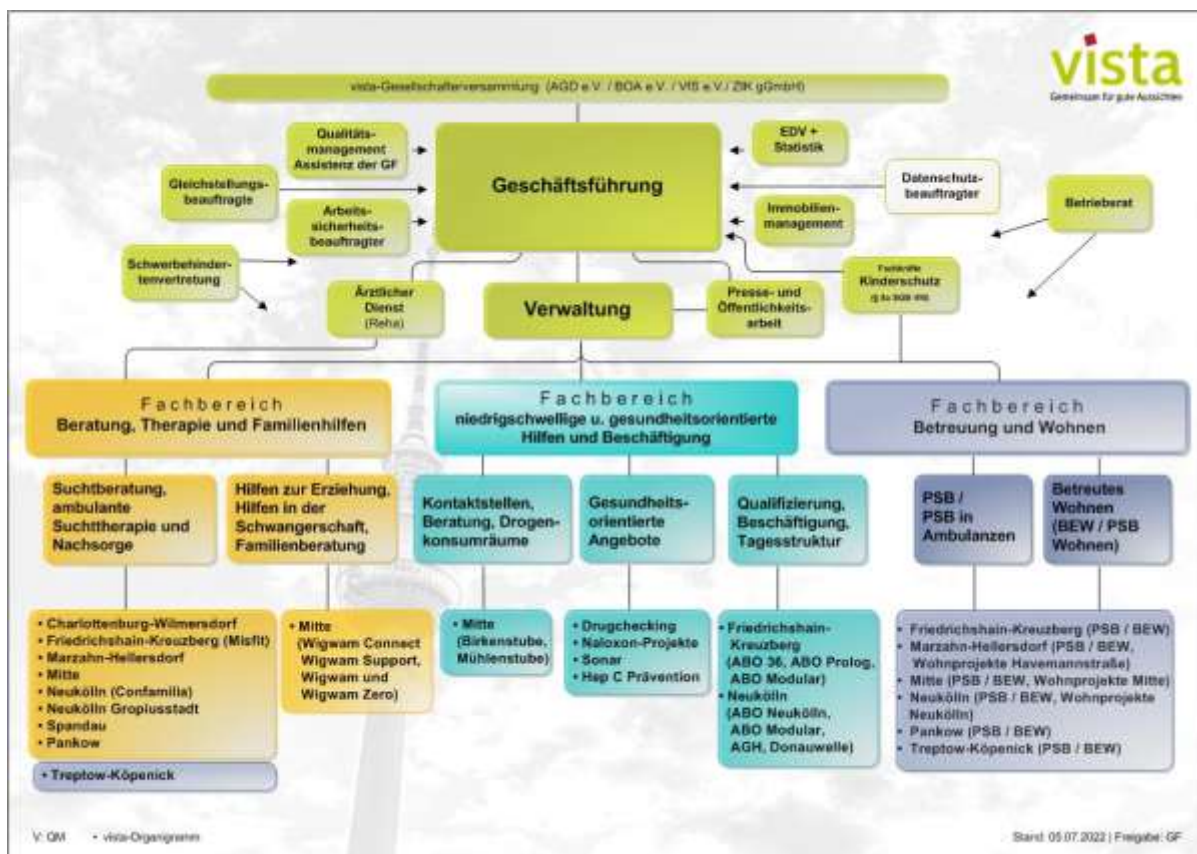 vista
Gemeinsam für gute Aussichten
vista-Gesellschafterversammlung (AGD e.V. / BOA e.V. / VfS e.V./ ZIK gGmbH)
Qualitäts-
management
Assistenz der GF
EDV +
Statistik
Geschäftsführung
Gleichstellungs-
beauftragte
Datenschutz-
beauftragter
Arbeits-
sicherheits-
beauftragter
Immobilien-
management
Betriebsrat
Schwerbehinder-
tenvertretung
Fachkräfte
Kinderschutz
Ärztlicher
Dienst
(Reha)
Verwaltung
Presse- und
Öffentlichkeits-
arbeit
Fachbereich
Beratung, Therapie und Familienhilfen
Fachbereich
niedrigschwellige u. gesundheitsorientierte
Hilfen und Beschäftigung
Fachbereich
Betreuung und Wohnen
Suchtberatung,
ambulante
Suchttherapie und
Nachsorge
Hilfen zur Erziehung,
Hilfen in der
Schwangerschaft,
Familienberatung
Kontaktstellen,
Beratung, Drogen-
konsumräume
Gesundheits-
orientierte
Angebote
Qualifizierung,
Beschäftigung,
Tagesstruktur
PSB /
PSB in
Ambulanzen
Betreutes
Wohnen
(BEW / PSB
Wohnen)
• Charlottenburg-Wilmersdorf
• Friedrichshain-Kreuzberg (Misfit)
• Marzahn-Hellersdorf
• Mitte
• Neukölln (Confamilia)
• Neukölln Gropiusstadt
• Spandau
• Pankow
• Treptow-Köpenick
• Mitte
(Wigwam Connect
Wigwam Support,
Wigwam und
Wigwam Zero)
• Mitte
(Birkenstube,
Mühlenstube)
• Drugchecking
• Naloxon-Projekte
• Sonar
• Hep C Prävention
• Friedrichshain-
Kreuzberg
(ABO 36, ABO Prolog,
ABO Modular)
• Neukölln
(ABO Neukölln,
ABO Modular,
AGH, Donauwelle)
• Friedrichshain-Kreuzberg (PSB / BEW)
• Marzahn-Hellersdorf (PSB / BEW,
Wohnprojekte Havemannstraße)
• Mitte (PSB / BEW, Wohnprojekte Mitte)
• Neukölln (PSB / BEW, Wohnprojekte
Neukölln)
• Pankow (PSB / BEW)
• Treptow-Köpenick (PSB / BEW)
V: QM • vista-Organigramm
Stand: 05.07.2022 | Freigabe: GF